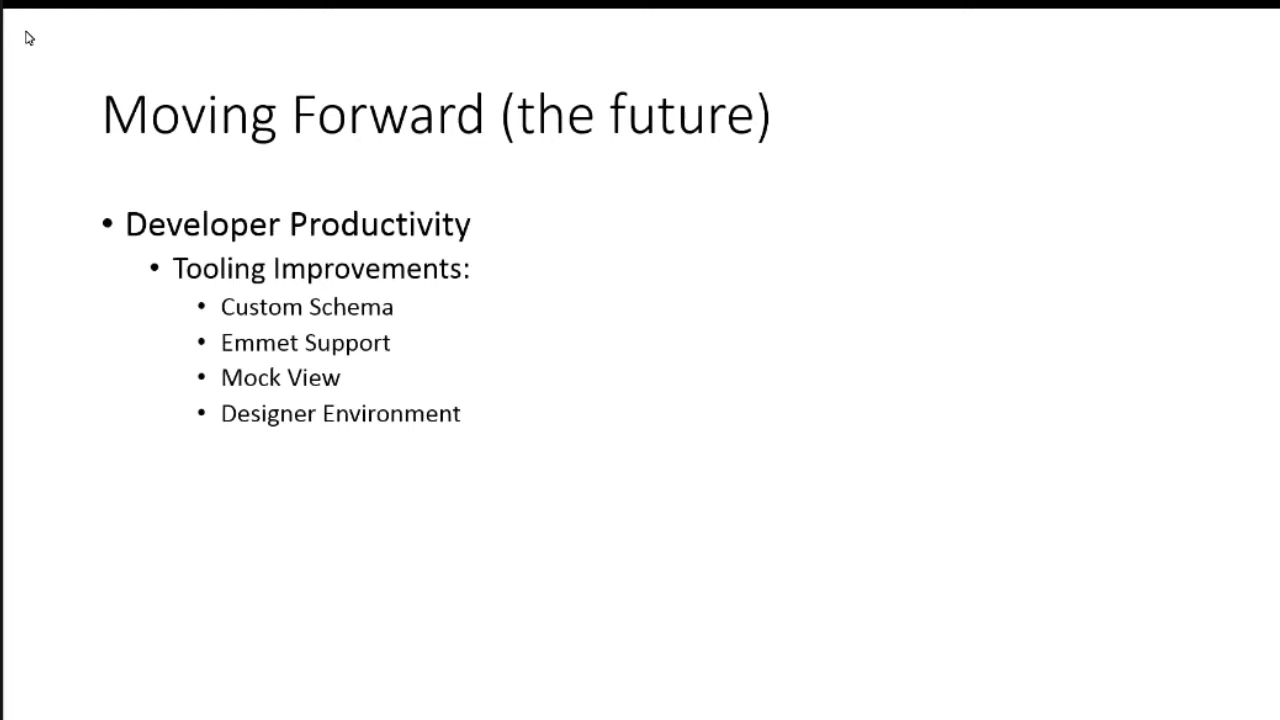 Moving Forward (the future)
• Developer Productivity
• Tooling Improvements:
• Custom Schema
• Emmet Support
• Mock View
• Designer Environment